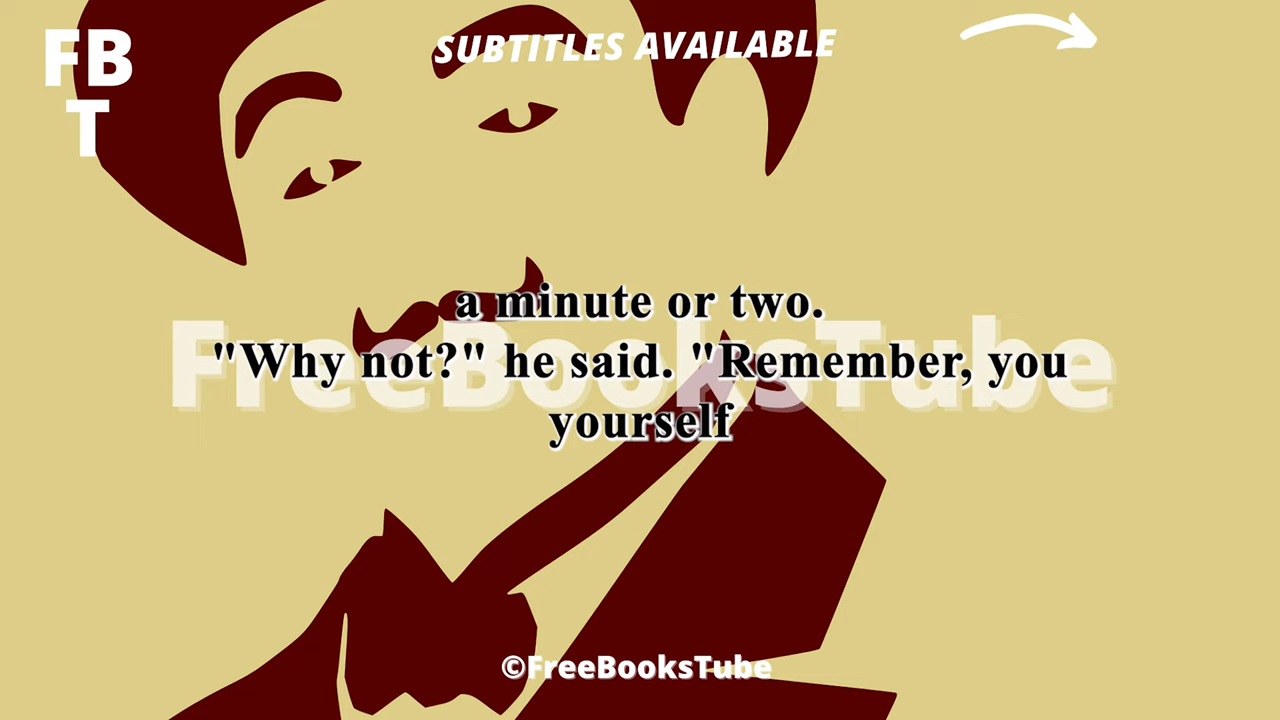 FB
T
SUBTITLES AVAILABLE
a minute or two.
"Why not?" he said. "Remember, you
yourself
FreeBooksTube
©FreeBooksTube